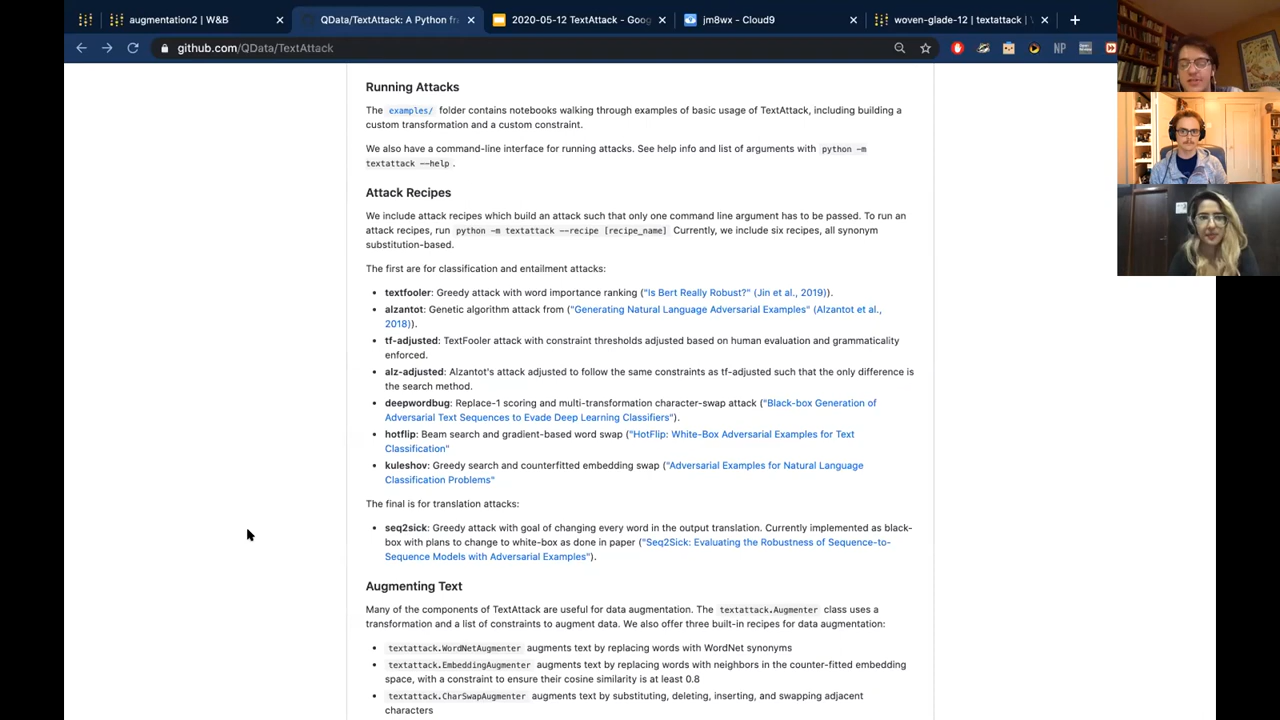 augmentation2 | W&B
QData/TextAttack: A Python fr
2020-05-12 TextAttack - Goog
jm8wx - Cloud9
woven-glade-12 | textattack |
github.com/QData/TextAttack
NP
Running Attacks
The examples/ folder contains notebooks walking through examples of basic usage of TextAttack, including building a
custom transformation and a custom constraint.
We also have a command-line interface for running attacks. See help info and list of arguments with python -m
textattack --help .
Attack Recipes
We include attack recipes which build an attack such that only one command line argument has to be passed. To run an
attack recipes, run python -m textattack --recipe [recipe_name] Currently, we include six recipes, all synonym
substitution-based.
The first are for classification and entailment attacks:
• textfooler: Greedy attack with word importance ranking ("Is Bert Really Robust?" (Jin et al., 2019)).
• alzantot: Genetic algorithm attack from ("Generating Natural Language Adversarial Examples" (Alzantot et al.,
2018)).
• tf-adjusted: TextFooler attack with constraint thresholds adjusted based on human evaluation and grammaticality
enforced.
• alz-adjusted: Alzantot's attack adjusted to follow the same constraints as tf-adjusted such that the only difference is
the search method.
• deepwordbug: Replace-1 scoring and multi-transformation character-swap attack ("Black-box Generation of
Adversarial Text Sequences to Evade Deep Learning Classifiers").
• hotflip: Beam search and gradient-based word swap ("HotFlip: White-Box Adversarial Examples for Text
Classification"
• kuleshov: Greedy search and counterfitted embedding swap ("Adversarial Examples for Natural Language
Classification Problems"
The final is for translation attacks:
• seq2sick: Greedy attack with goal of changing every word in the output translation. Currently implemented as black-
box with plans to change to white-box as done in paper ("Seq2Sick: Evaluating the Robustness of Sequence-to-
Sequence Models with Adversarial Examples").
Augmenting Text
Many of the components of TextAttack are useful for data augmentation. The textattack.Augmenter class uses a
transformation and a list of constraints to augment data. We also offer three built-in recipes for data augmentation:
• textattack.WordNetAugmenter augments text by replacing words with WordNet synonyms
• textattack.EmbeddingAugmenter augments text by replacing words with neighbors in the counter-fitted embedding
space, with a constraint to ensure their cosine similarity is at least 0.8
• textattack.CharSwapAugmenter augments text by substituting, deleting, inserting, and swapping adjacent
characters